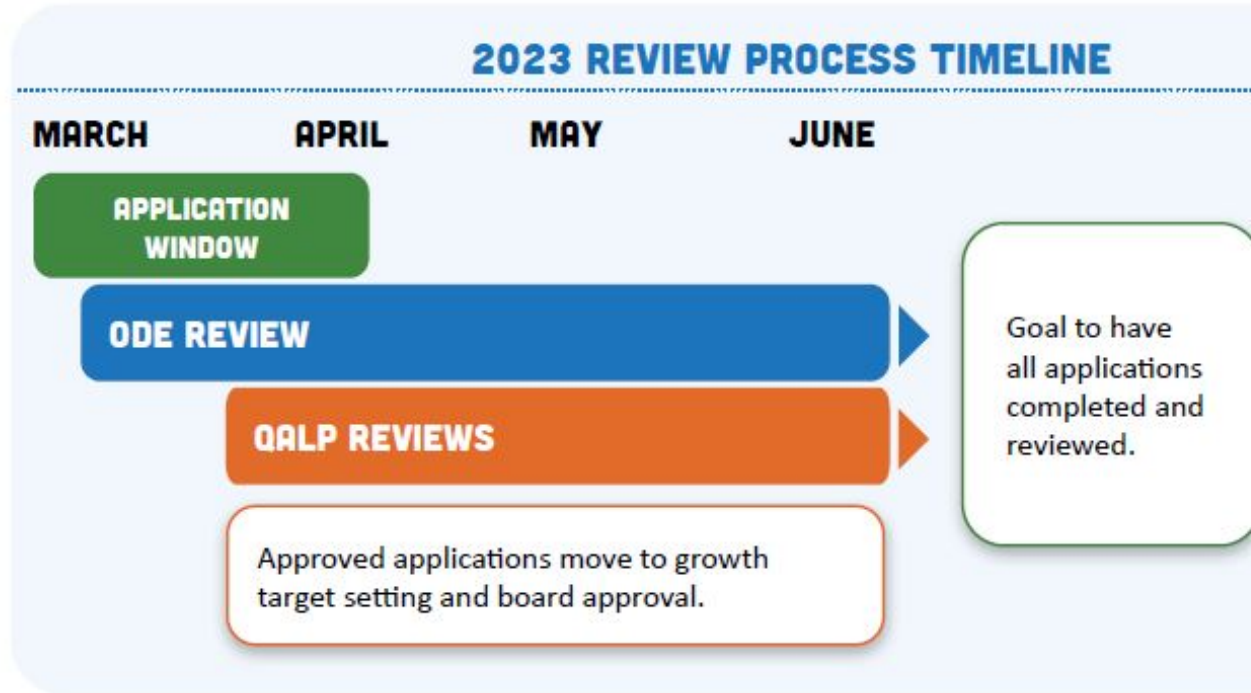 2023 REVIEW PROCESS TIMELINE
MARCH APRIL MAY JUNE
APPLICATION
WINDOW
ODE REVIEW
QALP REVIEWS
Goal to have
all applications
completed and
reviewed.
Approved applications move to growth
target setting and board approval.